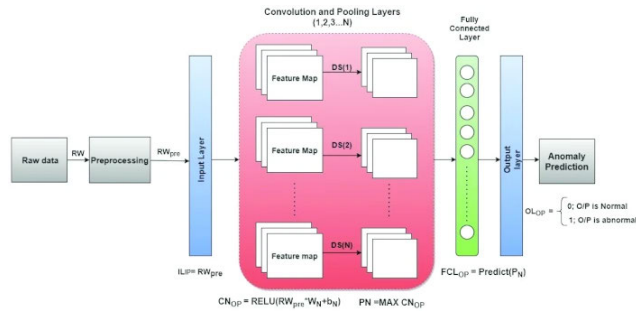 Convolution and Pooling Layers
(1,2,3...N)
Fully
Connected
Layer
Raw data
RW
Preprocessing
RWpre
Input Layer
Feature Map
DS(1)
Feature Map
DS(2)
Feature map
DS(N)
Output
layer
Anomaly
Prediction
OLOP =
0; O/P is Normal
1; O/P is abnormal
ILIP= RWpre
FCLOP = Predict(PN)
CNOP = RELU(RWpre*WN+bN)
PN =MAX CNOP